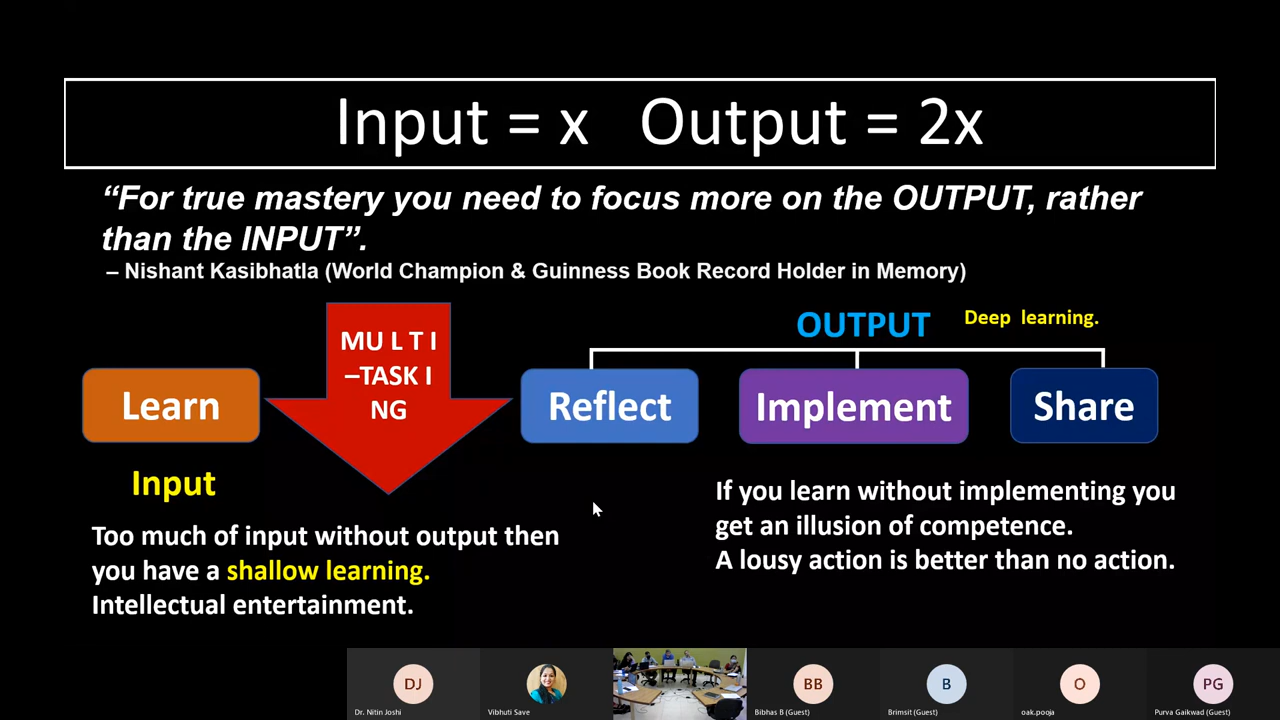 Input = x   Output = 2x
“For true mastery you need to focus more on the OUTPUT, rather
than the INPUT”.
– Nishant Kasibhatla (World Champion & Guinness Book Record Holder in Memory)
MU L T I
–TASK I
NG
OUTPUT
Deep learning.
Learn
Reflect
Implement
Share
Input
Too much of input without output then
you have a shallow learning.
Intellectual entertainment.
If you learn without implementing you
get an illusion of competence.
A lousy action is better than no action.
DJ
BB
B
O
PG
Dr. Nitin Joshi
Vibhuti Save
Bibhas B (Guest)
Brimsit (Guest)
oak.pooja
Purva Gaikwad (Guest)